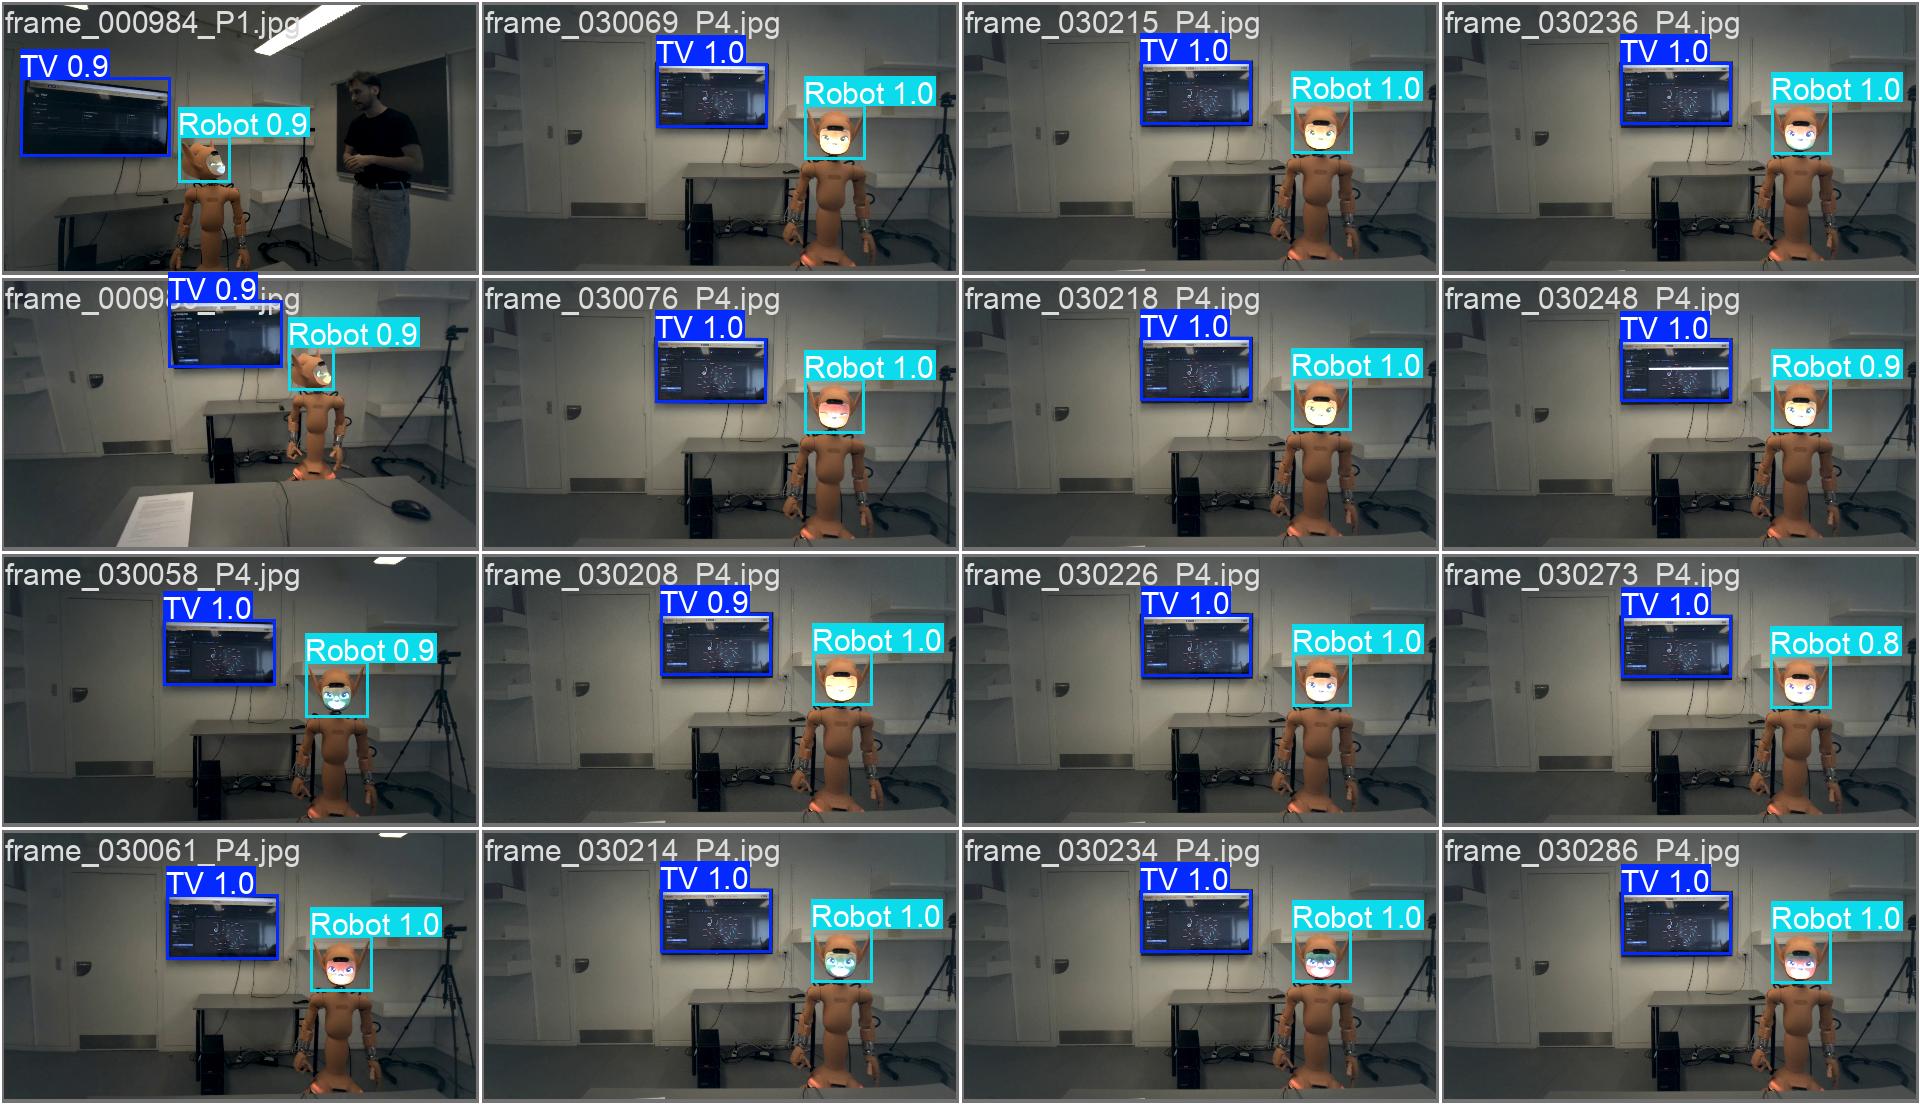 frame_000984_P1.jpg
TV 0.9
Robot 0.9
frame_030069_P4.jpg
TV 1.0
Robot 1.0
frame_030215_P4.jpg
TV 1.0
Robot 1.0
frame_030236_P4.jpg
TV 1.0
Robot 1.0
TV 0.9
Robot 0.9
frame_030076_P4.jpg
TV 1.0
Robot 1.0
frame_030218_P4.jpg
TV 1.0
Robot 1.0
frame_030248_P4.jpg
TV 1.0
Robot 0.9
frame_030058_P4.jpg
TV 1.0
Robot 0.9
frame_030208_P4.jpg
TV 0.9
Robot 1.0
frame_030226_P4.jpg
TV 1.0
Robot 1.0
frame_030273_P4.jpg
TV 1.0
Robot 0.8
frame_030061_P4.jpg
TV 1.0
Robot 1.0
frame_030214_P4.jpg
TV 1.0
Robot 1.0
frame_030234_P4.jpg
TV 1.0
Robot 1.0
frame_030286_P4.jpg
TV 1.0
Robot 1.0